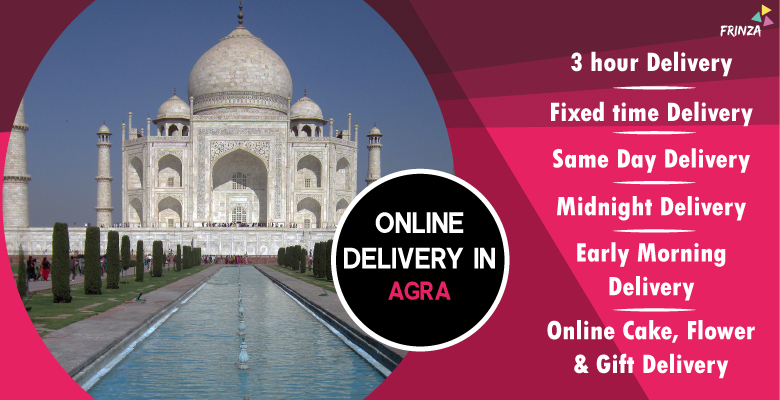 FRINZA
3 hour Delivery
Fixed time Delivery
Same Day Delivery
Midnight Delivery
Early Morning
Delivery
Online Cake, Flower
& Gift Delivery
ONLINE
DELIVERY IN
AGRA